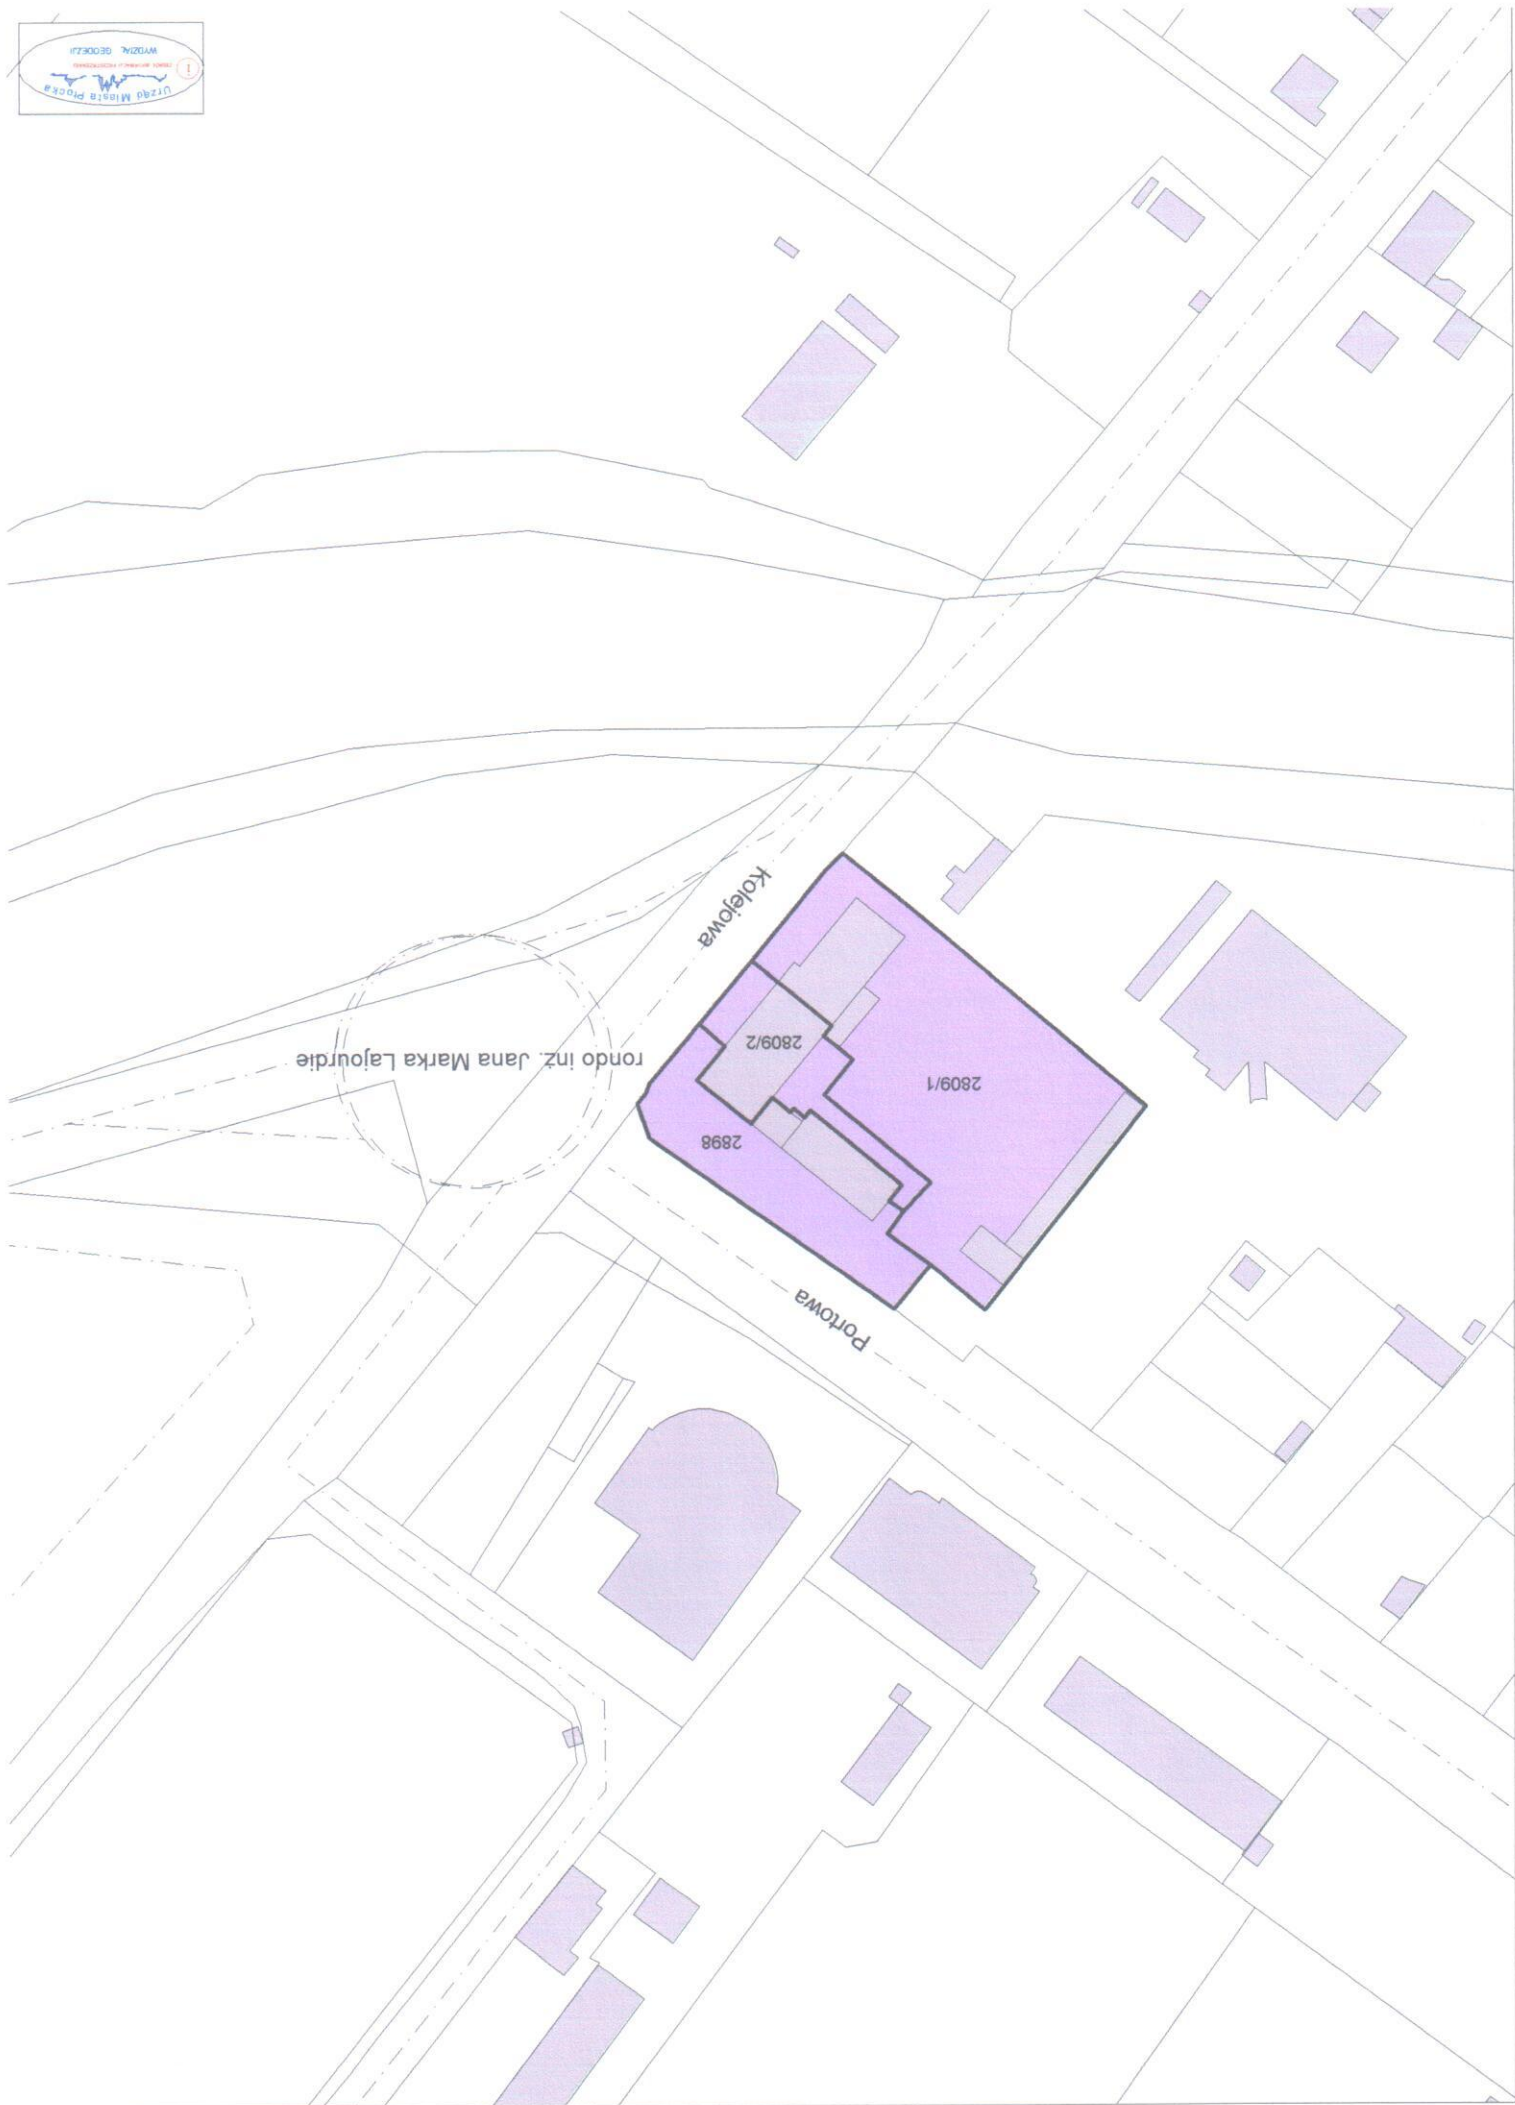 Portowa
2898
2809/1
2809/2
rondo inż. Jana Marka Lajourdie
Kolejowa
Urząd Miasta Płocka
WYDZIAŁ GEODEZJI